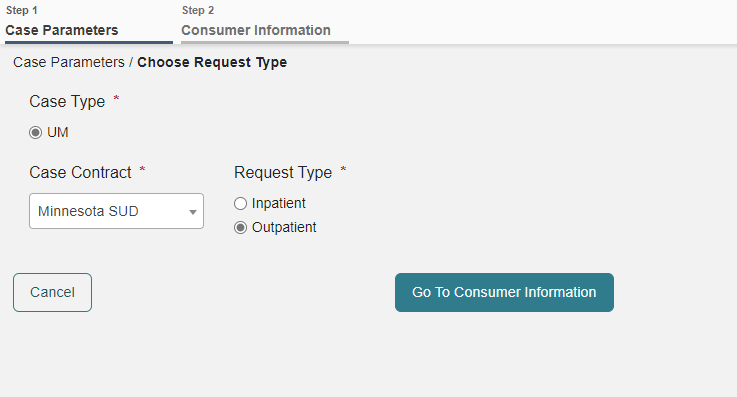 Step 1
Case Parameters
Step 2
Consumer Information
Case Parameters / Choose Request Type
Case Type *
UM
Case Contract *
Minnesota SUD
Request Type *
Inpatient
Outpatient
Cancel
Go To Consumer Information